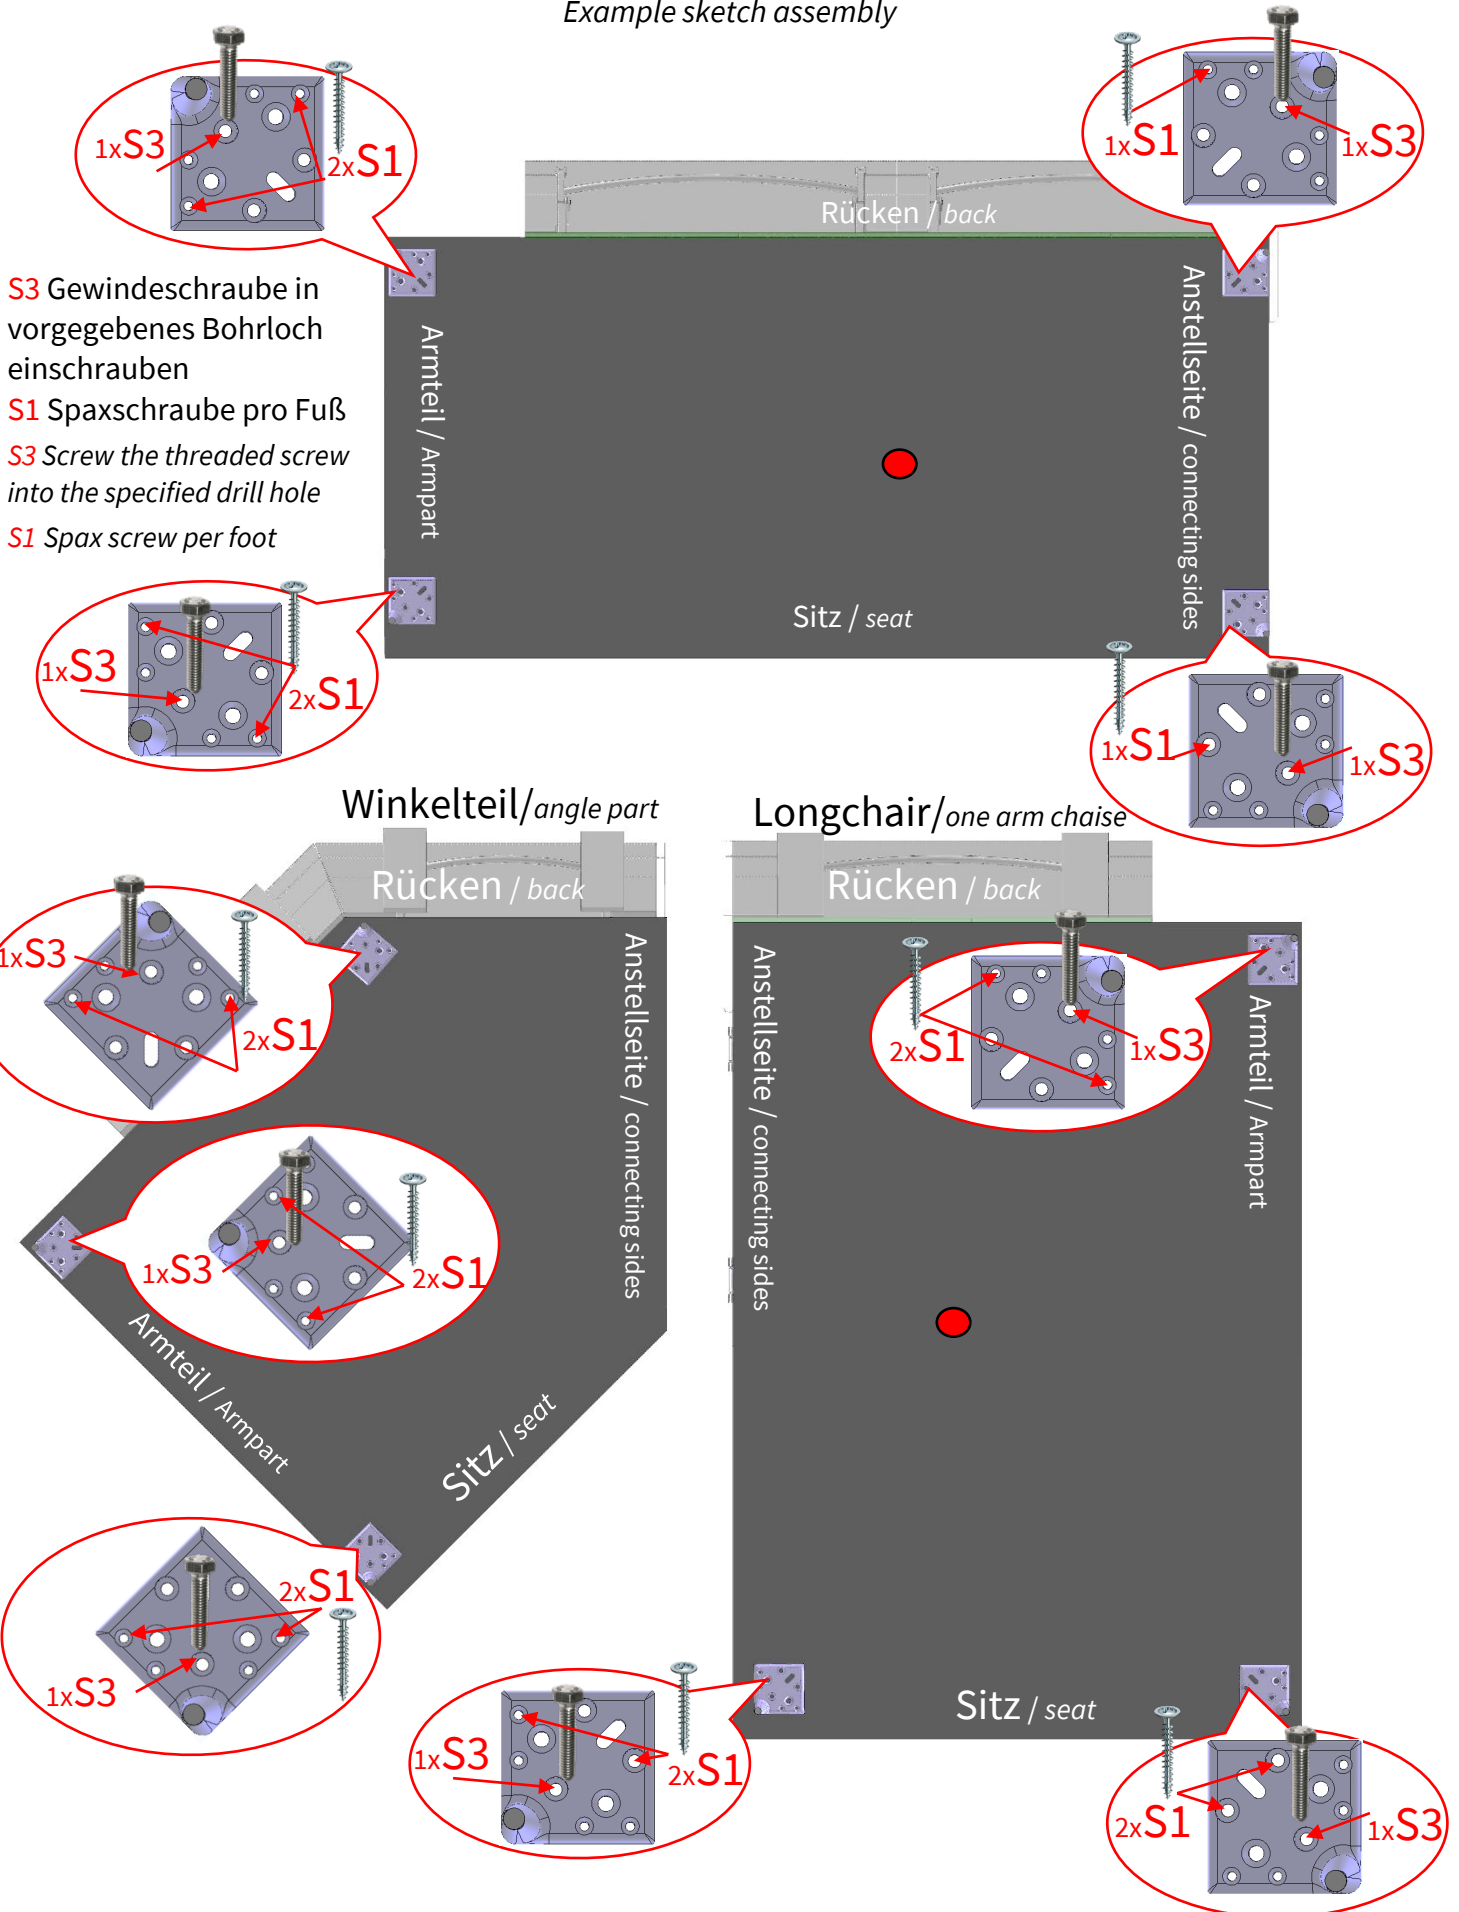 Example sketch assembly
1xS3
2xS1
1xS1
1xS3
Rücken / back
S3 Gewindeschraube in
vorgegebenes Bohrloch
einschrauben
S1 Spaxschraube pro Fuß
S3 Screw the threaded screw
into the specified drill hole
S1 Spax screw per foot
Armteil / Armpart
Anstellseite / connecting sides
Sitz / seat
1xS3
2xS1
1xS1
1xS3
Winkelteil/angle part
Longchair/one arm chaise
Rücken / back
Rücken / back
1xS3
2xS1
Anstellseite / connecting sides
Anstellseite / connecting sides
2xS1
1xS3
Armteil / Armpart
1xS3
2xS1
Armteil / Armpart
Sitz / seat
2xS1
1xS3
Sitz / seat
1xS3
2xS1
2xS1
1xS3